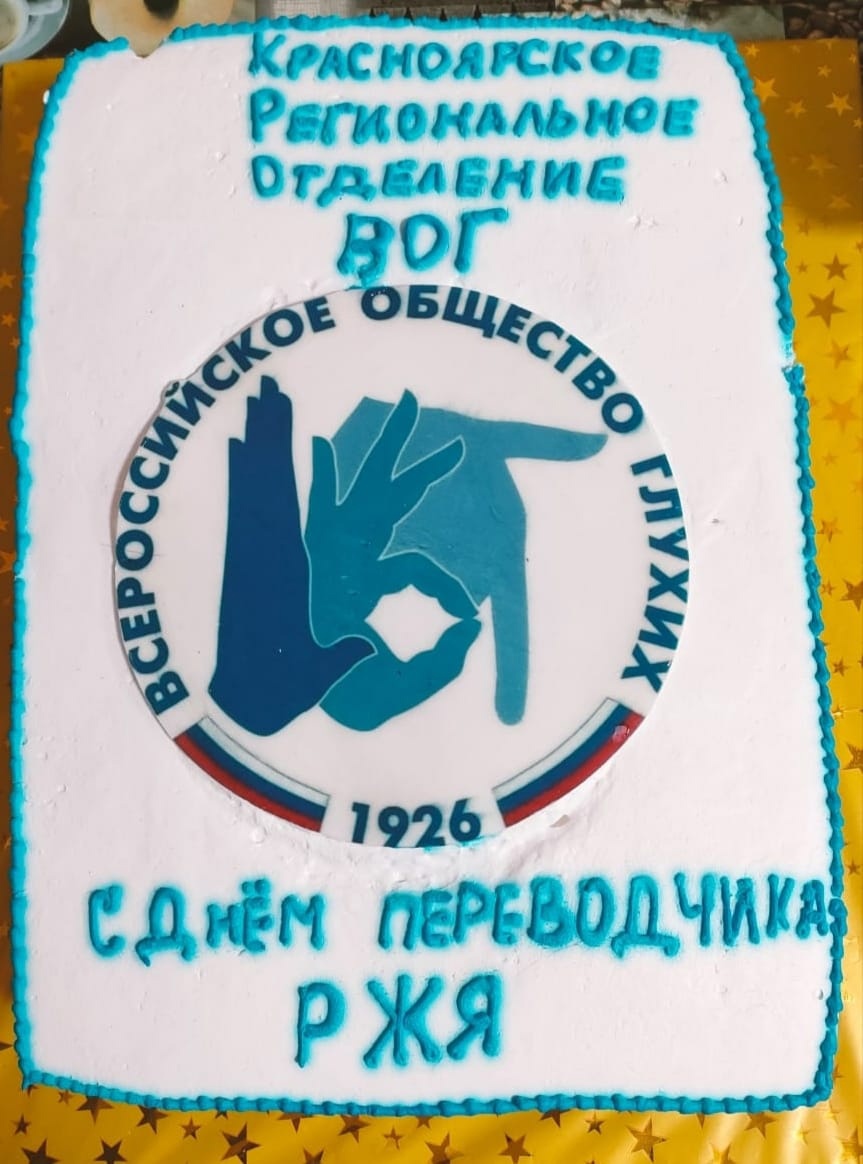 Красноярское
Региональное
Отделение
ВОГ
ВСЕРОССИЙСКОЕ ОБЩЕСТВО ГЛУХИХ
1926
С Днём ПЕРЕВОДЧИКА
РЖЯ